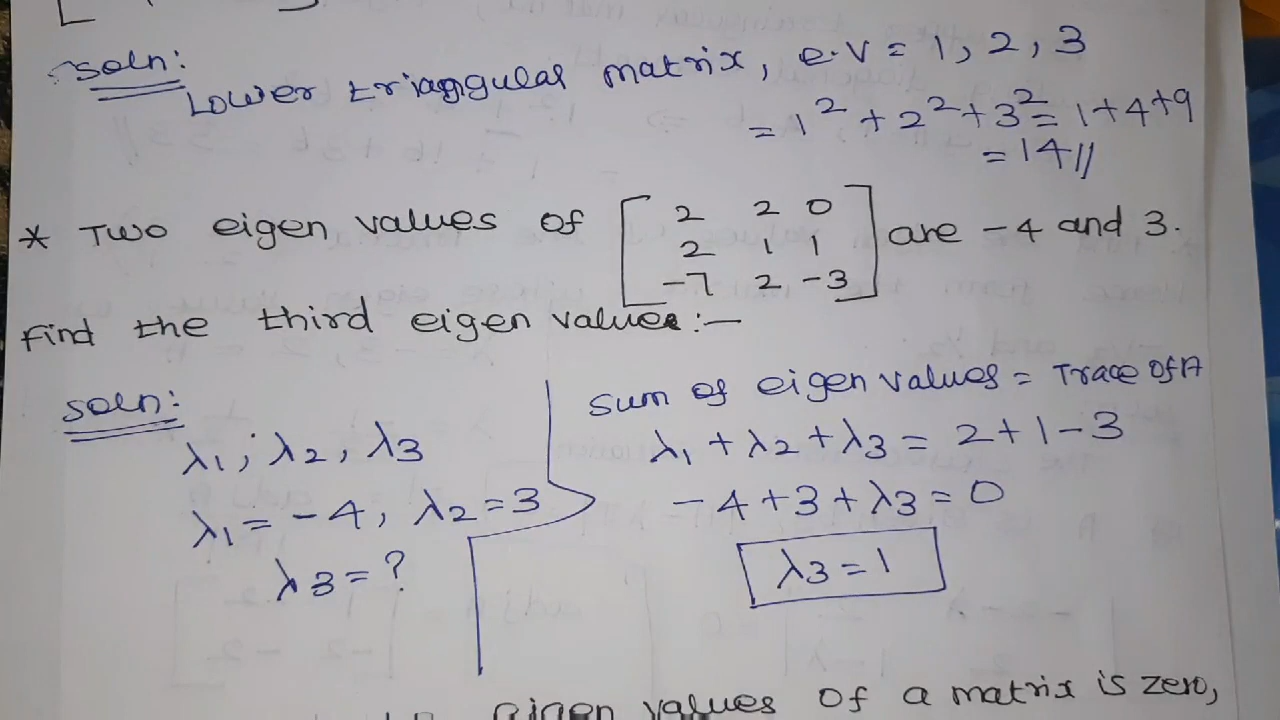 Soln:
Lower triangular matrix, e.v = 1, 2, 3
= 1² + 2² + 3² = 1+4+9
= 14 //
* Two eigen values of [2 2 0
2 1 1
-7 2 -3] are -4 and 3.
Find the third eigen values :—
Soln:
λ1, λ2, λ3
λ1 = -4, λ2 = 3
λ3 = ?
Sum of eigen values = Trace of A
λ1 + λ2 + λ3 = 2+1-3
-4+3+λ3 = 0
λ3 = 1
eigen values of a matrix is zero,